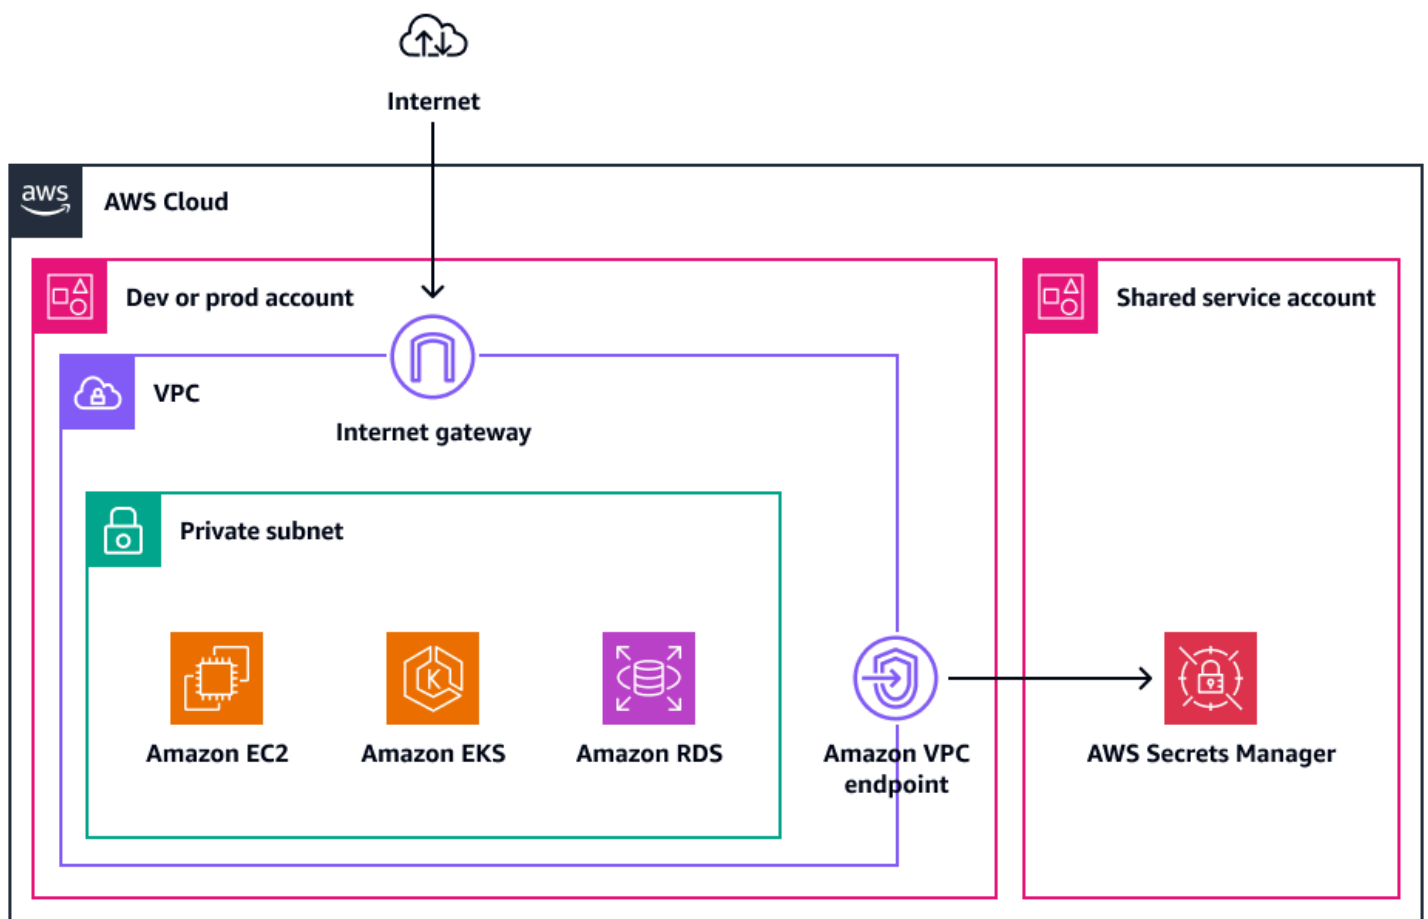 Internet
aws
AWS Cloud
Dev or prod account
Shared service account
VPC
Internet gateway
Private subnet
K
Amazon EC2
Amazon EKS
Amazon RDS
Amazon VPC
endpoint
AWS Secrets Manager